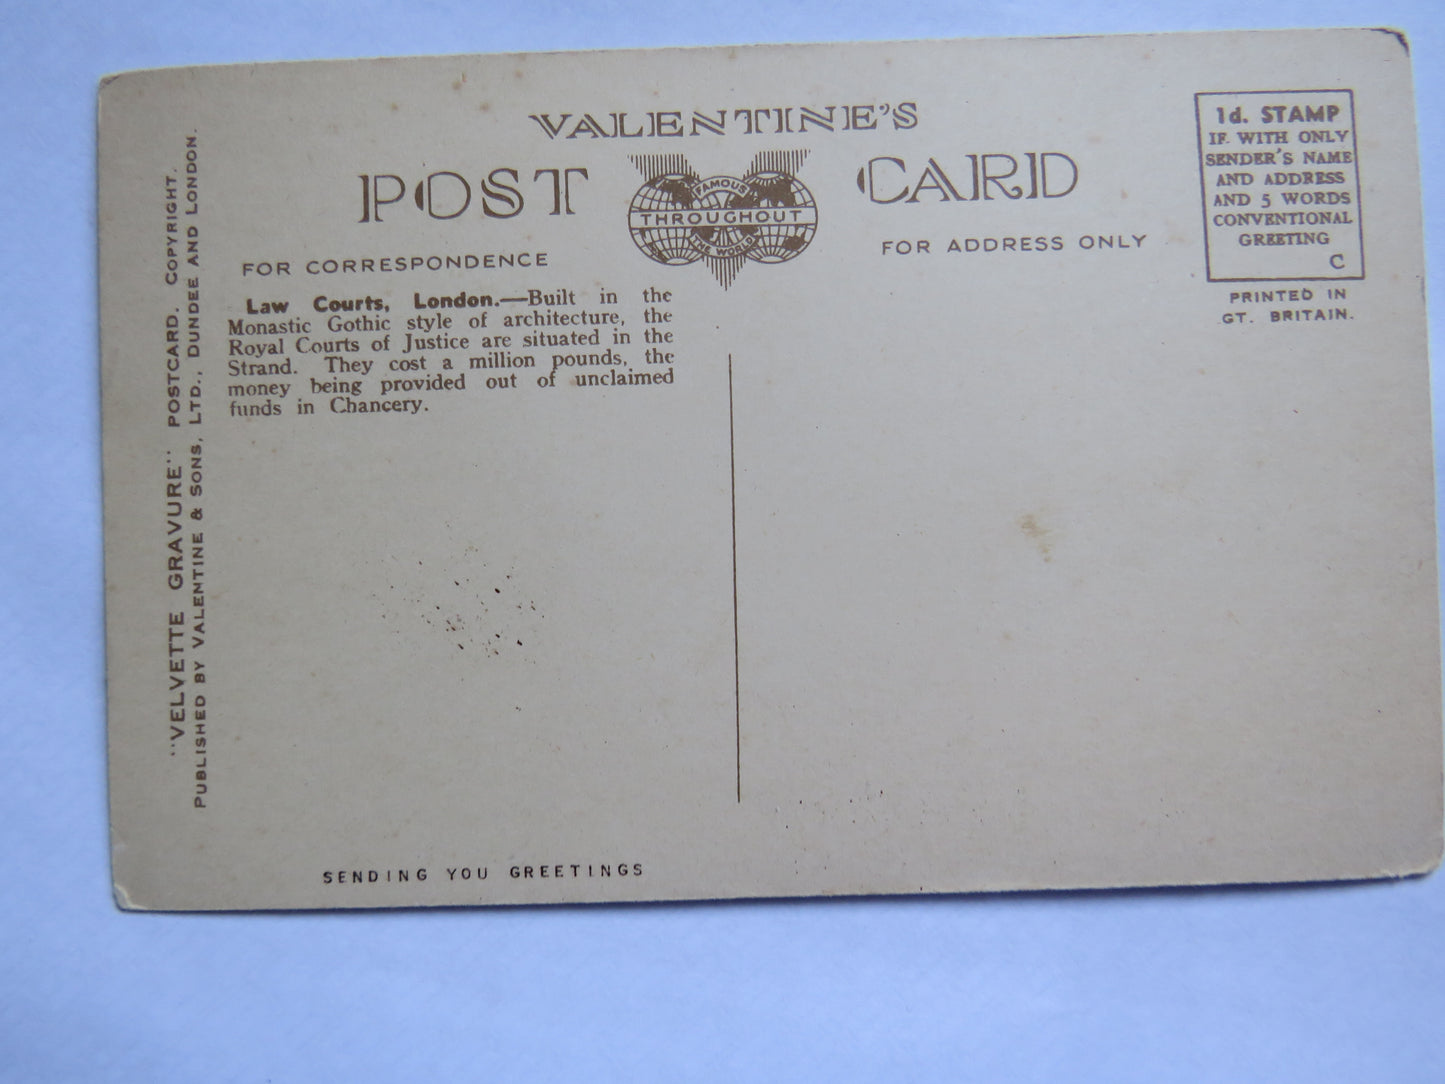 VALENTINE'S
POST CARD
FAMOUS
THROUGHOUT
THE WORLD
FOR CORRESPONDENCE
FOR ADDRESS ONLY
1d. STAMP
IF WITH ONLY
SENDER'S NAME
AND ADDRESS
AND 5 WORDS
CONVENTIONAL
GREETING
C
PRINTED IN
GT. BRITAIN.
Law Courts, London.—Built in the
Monastic Gothic style of architecture, the
Royal Courts of Justice are situated in the
Strand. They cost a million pounds, the
money being provided out of unclaimed
funds in Chancery.
"VELVETTE GRAVURE" POSTCARD. COPYRIGHT.
PUBLISHED BY VALENTINE & SONS, LTD., DUNDEE AND LONDON.
SENDING YOU GREETINGS